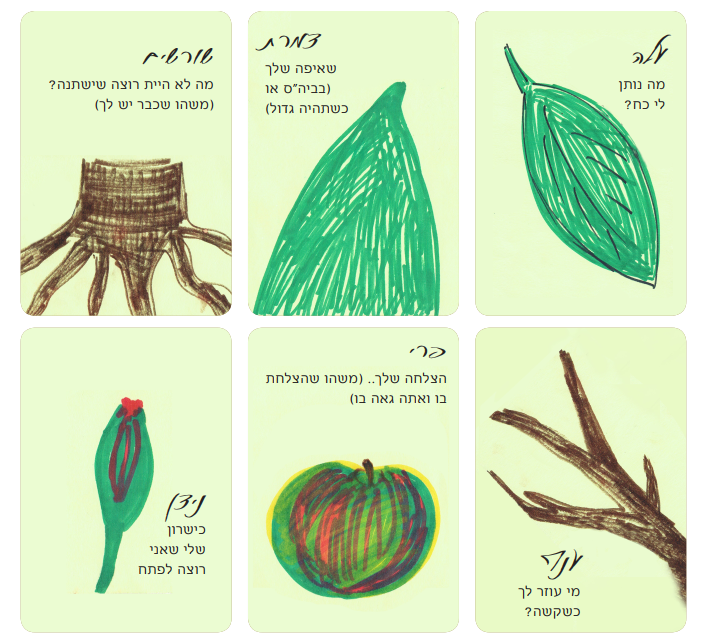 עלה
מה נותן
לי כח?
צמרת
שאיפה שלך
(בביה"ס או
כשתהיה גדול)
שורשים
מה לא היית רוצה שישתנה?
(משהו שכבר יש לך)
ענף
מי עוזר לך
כשקשה?
פרי
הצלחה שלך.. (משהו שהצלחת
בו ואתה גאה בו)
ניצן
כישרון
שלי שאני
רוצה לפתח